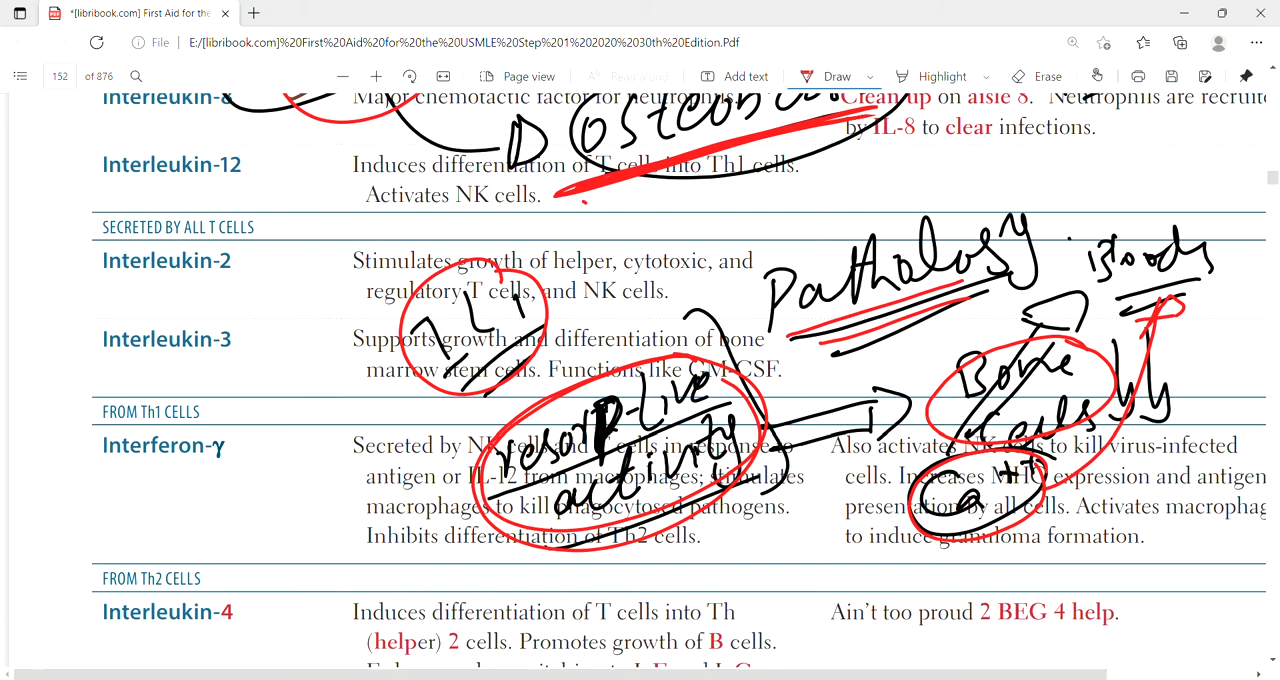 *[libribook.com] First Aid for the
File E:/[libribook.com]%20First%20Aid%20for%20the%20USMLE%20Step%201%202020%2030th%20Edition.Pdf
152 of 876 Page view Read aloud Add text Draw Highlight Erase
Interleukin-8 Major chemotactic factor for neutrophils. Clean up on aisle 8. Neutrophils are recruite
by IL-8 to clear infections.
Interleukin-12 Induces differentiation of T cells into Th1 cells.
Activates NK cells.
SECRETED BY ALL T CELLS
Interleukin-2 Stimulates growth of helper, cytotoxic, and
regulatory T cells, and NK cells.
Pathology
Bloods
IL1
Interleukin-3 Supports growth and differentiation of bone
marrow stem cells. Functions like GM-CSF.
Bone
resorp-tive
activity
Ca++
FROM Th1 CELLS
Interferon-γ Secreted by NK cells and T cells in response to
antigen or IL-12 from macrophages; stimulates
macrophages to kill phagocytosed pathogens.
Inhibits differentiation of Th2 cells.
Also activates NK cells to kill virus-infected
cells. Increases MHC expression and antigen
presentation by all cells. Activates macrophag
to induce granuloma formation.
FROM Th2 CELLS
Interleukin-4 Induces differentiation of T cells into Th
(helper) 2 cells. Promotes growth of B cells.
Ain't too proud 2 BEG 4 help.